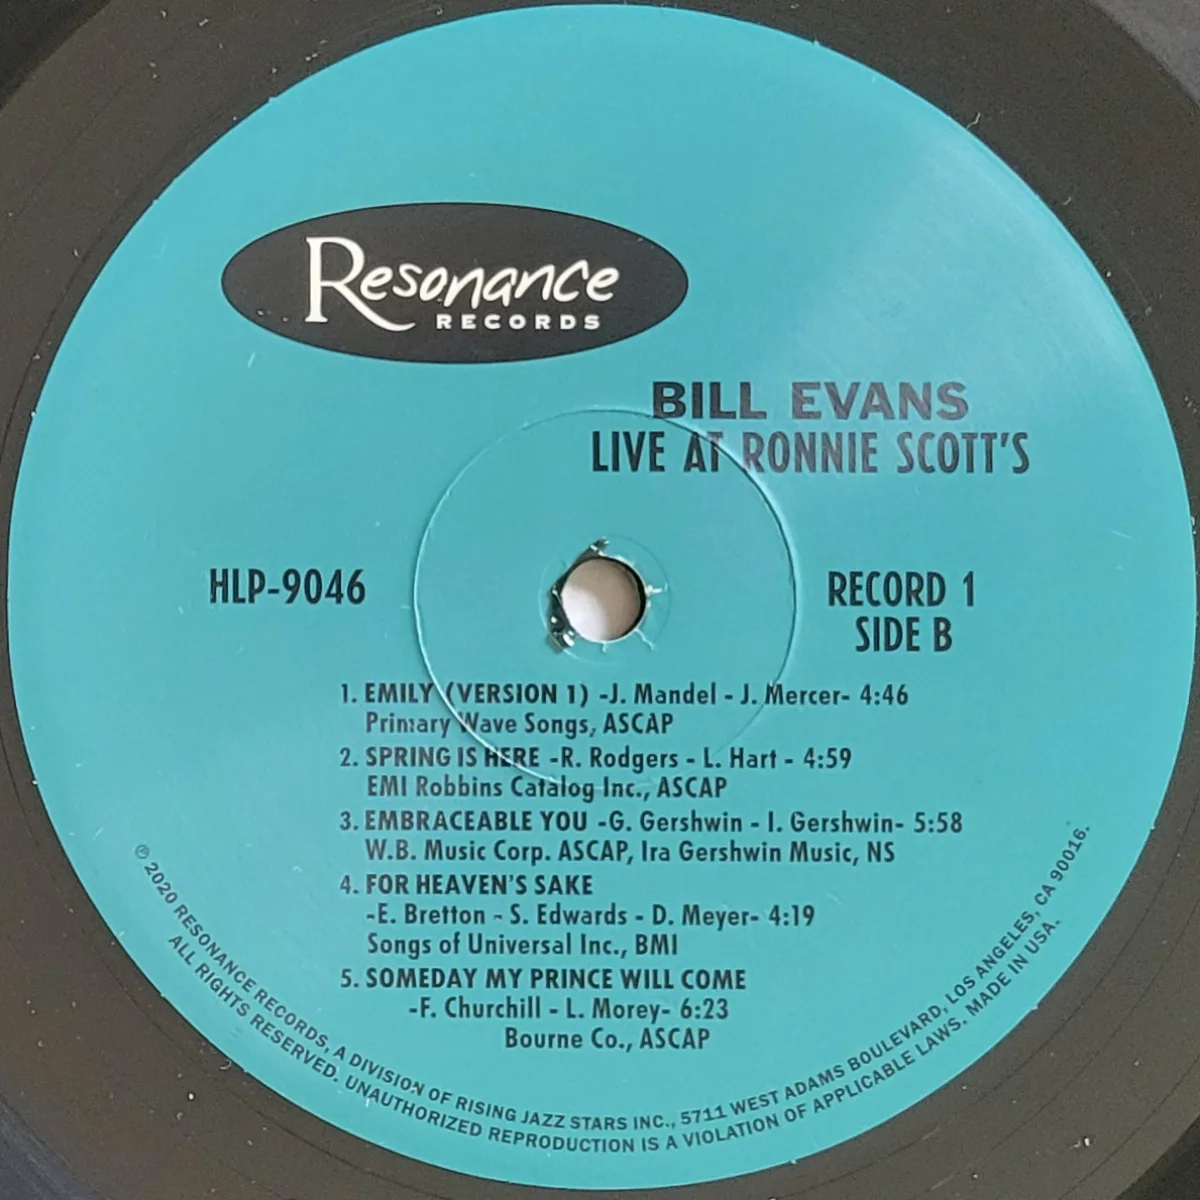 Resonance
RECORDS
BILL EVANS
LIVE AT RONNIE SCOTT'S
HLP-9046
RECORD 1
SIDE B
1. EMILY (VERSION 1) -J. Mandel - J. Mercer- 4:46
Primary Wave Songs, ASCAP
2. SPRING IS HERE -R. Rodgers - L. Hart - 4:59
EMI Robbins Catalog Inc., ASCAP
3. EMBRACEABLE YOU -G. Gershwin - I. Gershwin- 5:58
W.B. Music Corp. ASCAP, Ira Gershwin Music, NS
4. FOR HEAVEN'S SAKE
-E. Bretton - S. Edwards - D. Meyer- 4:19
Songs of Universal Inc., BMI
5. SOMEDAY MY PRINCE WILL COME
-F. Churchill - L. Morey- 6:23
Bourne Co., ASCAP
℗ 2020 RESONANCE RECORDS, A DIVISION OF RISING JAZZ STARS INC., 5711 WEST ADAMS BOULEVARD, LOS ANGELES, CA 90016.
ALL RIGHTS RESERVED. UNAUTHORIZED REPRODUCTION IS A VIOLATION OF APPLICABLE LAWS. MADE IN USA.